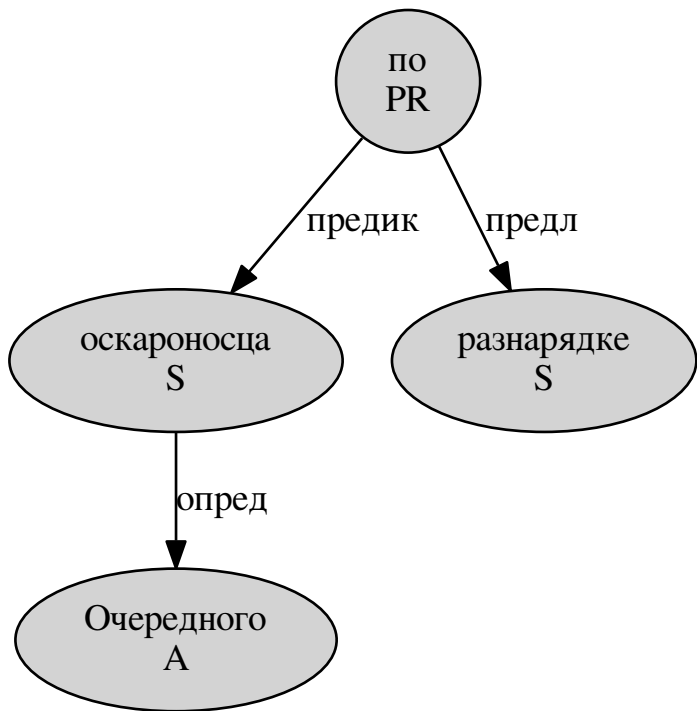 по
PR
предик
предл
оскароносца
S
разнарядке
S
опред
Очередного
A